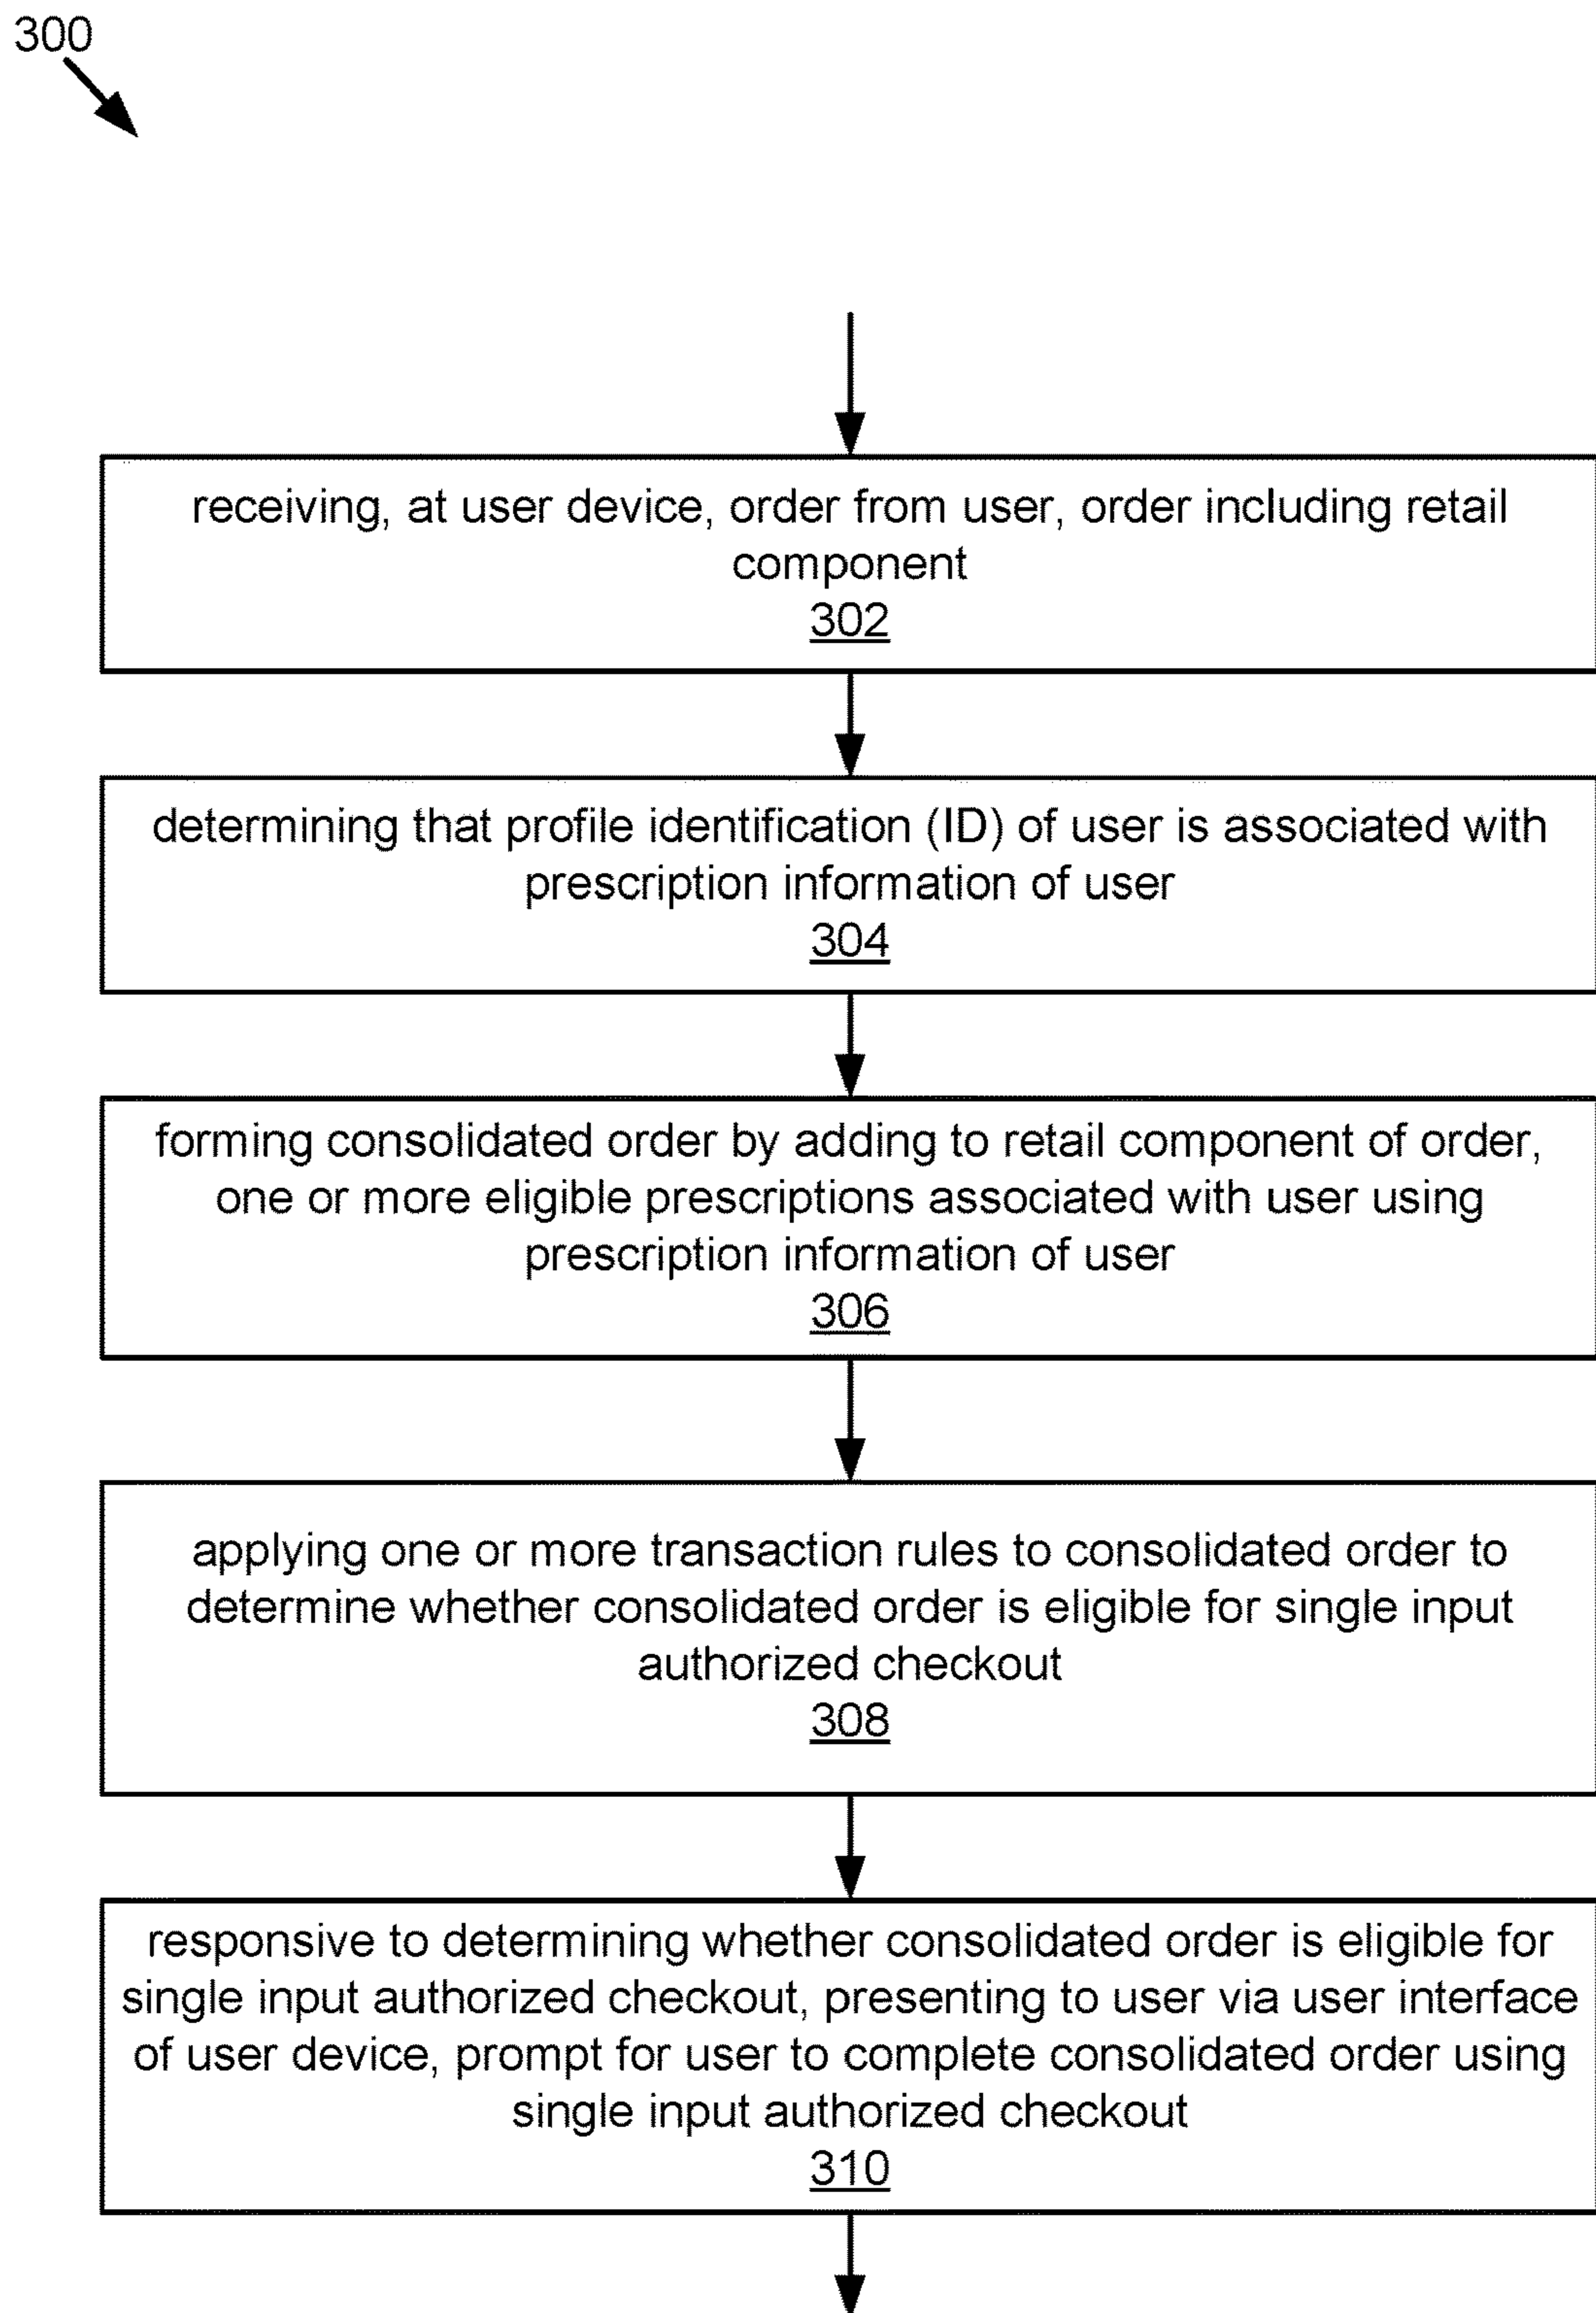 300
receiving, at user device, order from user, order including retail
component
302
determining that profile identification (ID) of user is associated with
prescription information of user
304
forming consolidated order by adding to retail component of order,
one or more eligible prescriptions associated with user using
prescription information of user
306
applying one or more transaction rules to consolidated order to
determine whether consolidated order is eligible for single input
authorized checkout
308
responsive to determining whether consolidated order is eligible for
single input authorized checkout, presenting to user via user interface
of user device, prompt for user to complete consolidated order using
single input authorized checkout
310